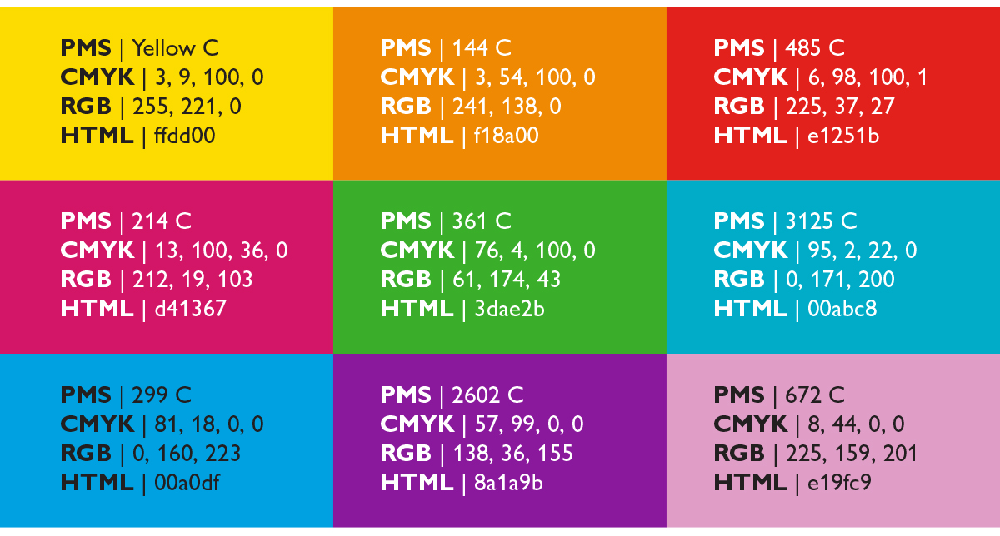 PMS | Yellow C
CMYK | 3, 9, 100, 0
RGB | 255, 221, 0
HTML | ffdd00
PMS | 144 C
CMYK | 3, 54, 100, 0
RGB | 241, 138, 0
HTML | f18a00
PMS | 485 C
CMYK | 6, 98, 100, 1
RGB | 225, 37, 27
HTML | e1251b
PMS | 214 C
CMYK | 13, 100, 36, 0
RGB | 212, 19, 103
HTML | d41367
PMS | 361 C
CMYK | 76, 4, 100, 0
RGB | 61, 174, 43
HTML | 3dae2b
PMS | 3125 C
CMYK | 95, 2, 22, 0
RGB | 0, 171, 200
HTML | 00abc8
PMS | 299 C
CMYK | 81, 18, 0, 0
RGB | 0, 160, 223
HTML | 00a0df
PMS | 2602 C
CMYK | 57, 99, 0, 0
RGB | 138, 36, 155
HTML | 8a1a9b
PMS | 672 C
CMYK | 8, 44, 0, 0
RGB | 225, 159, 201
HTML | e19fc9